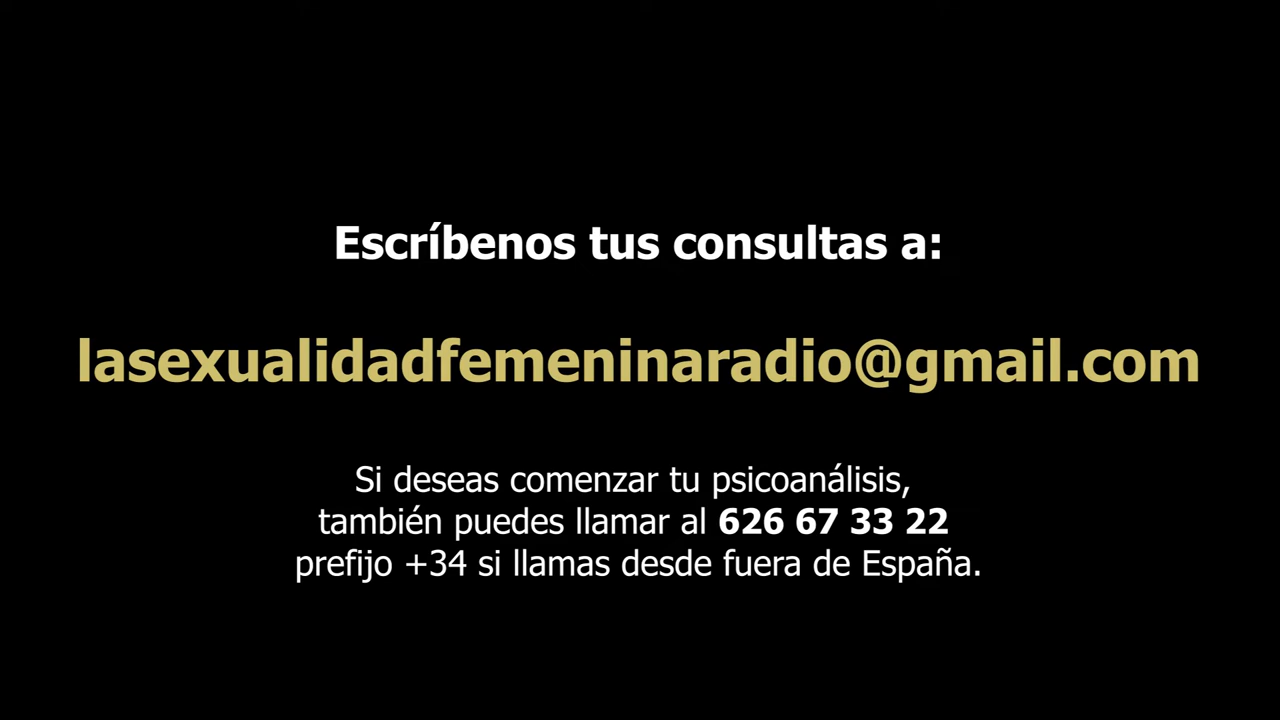 Escríbenos tus consultas a:
lasexualidadfemeninaradio@gmail.com
Si deseas comenzar tu psicoanálisis,
también puedes llamar al 626 67 33 22
prefijo +34 si llamas desde fuera de España.